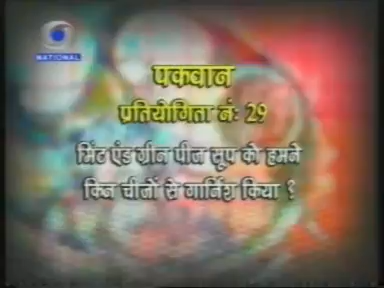 NATIONAL
पकवान
प्रतियोगिता नं: 29
मिंट एंड ग्रीन पीज सूप को हमने
किन चीजों से गार्निश किया ?